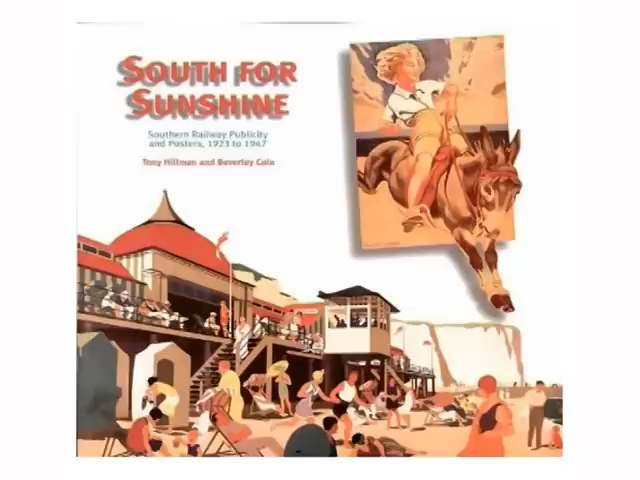 SOUTH FOR
SUNSHINE
Southern Railway Publicity
and Posters, 1923 to 1947
Tony Hillman and Beverley Cole